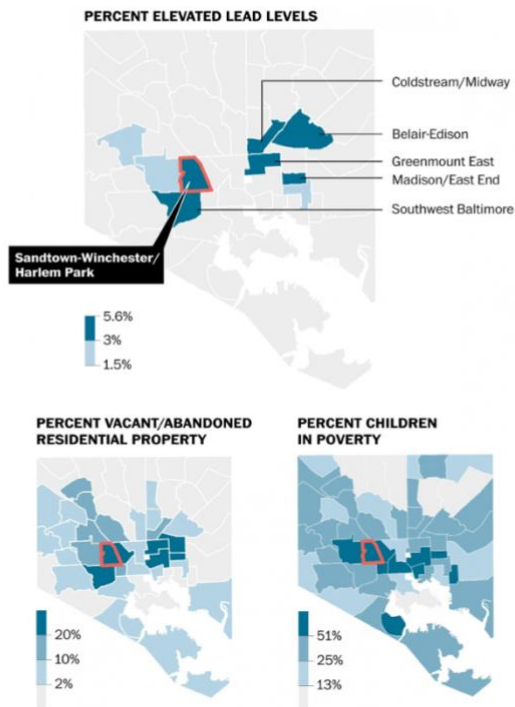 PERCENT ELEVATED LEAD LEVELS
Coldstream/Midway
Belair-Edison
Greenmount East
Madison/East End
Southwest Baltimore
Sandtown-Winchester/
Harlem Park
5.6%
3%
1.5%
PERCENT VACANT/ABANDONED
RESIDENTIAL PROPERTY
20%
10%
2%
PERCENT CHILDREN
IN POVERTY
51%
25%
13%